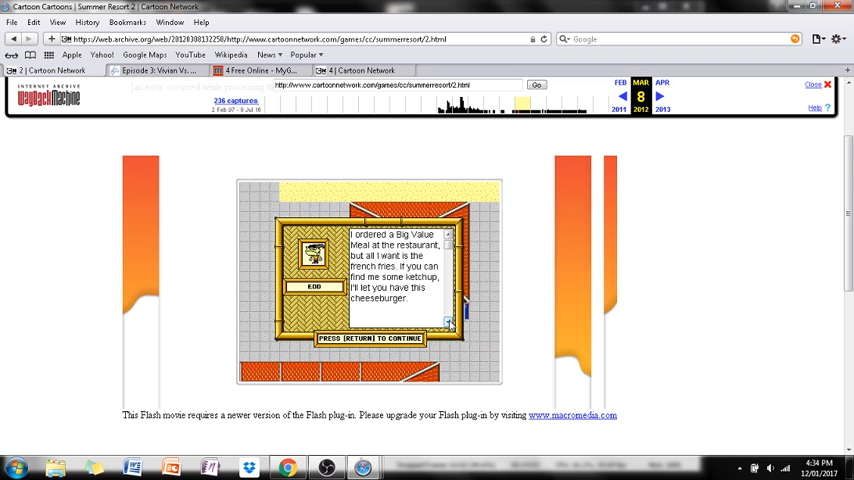 Cartoon Cartoons | Summer Resort 2 | Cartoon Network
File Edit View History Bookmarks Window Help
https://web.archive.org/web/20120308132250/http://www.cartoonnetwork.com/games/cc/summerresort/2.html
Google
Apple Yahoo! Google Maps YouTube Wikipedia News Popular
2 | Cartoon Network
Episode 3: Vivian Vs. ...
4 Free Online - MyG...
4 | Cartoon Network
INTERNET ARCHIVE
WayBackMachine
http://www.cartoonnetwork.com/games/cc/summerresort/2.html
Go
FEB MAR APR
Close
236 captures
8
2 Feb 07 - 9 Jul 16
2011 2012 2013
Help ?
I ordered a Big Value
Meal at the restaurant,
but all I want is the
french fries. If you can
find me some ketchup,
I'll let you have this
cheeseburger.
EDD
PRESS [RETURN] TO CONTINUE
This Flash movie requires a newer version of the Flash plug-in. Please upgrade your Flash plug-in by visiting www.macromedia.com
4:34 PM
12/01/2017